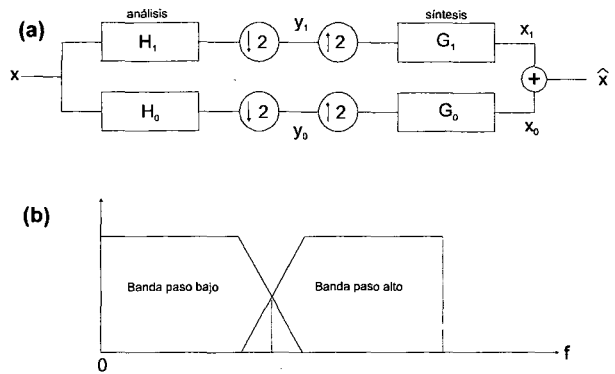 (a)
análisis
síntesis
H1
↓ 2
y1
↑ 2
G1
x1
x
+
x̂
H0
↓ 2
y0
↑ 2
G0
x0
(b)
Banda paso bajo
Banda paso alto
0
f